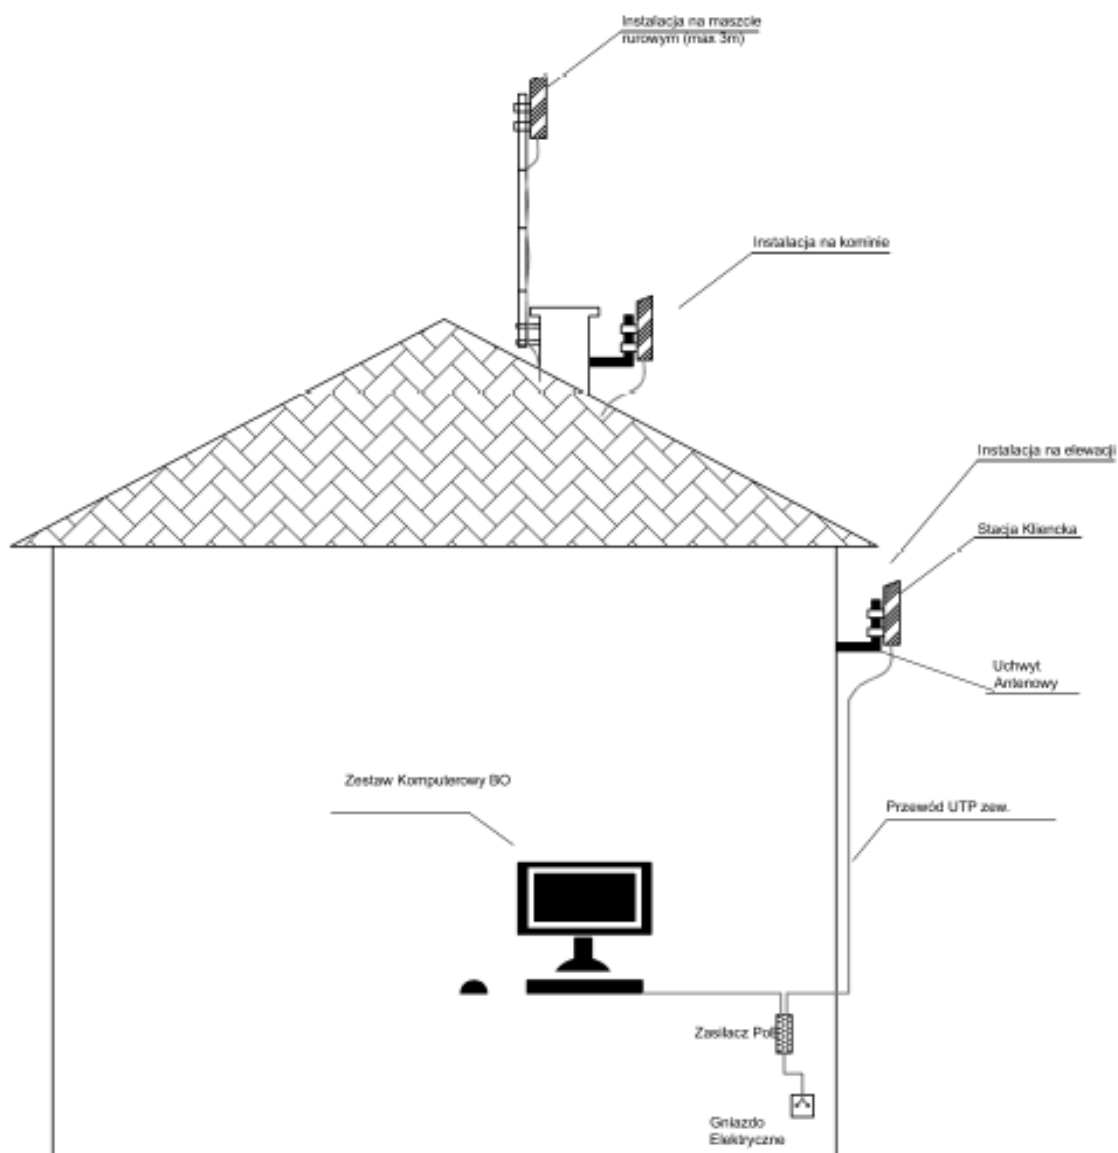 Instalacja na maszcie
rurowym (max 3m)
Instalacja na kominie
Instalacja na elewacji
Stacja Kliencka
Uchwyt
Antenowy
Zestaw Komputerowy BO
Przewód UTP zew.
Zasilacz PoE
Gniazdo
Elektryczne